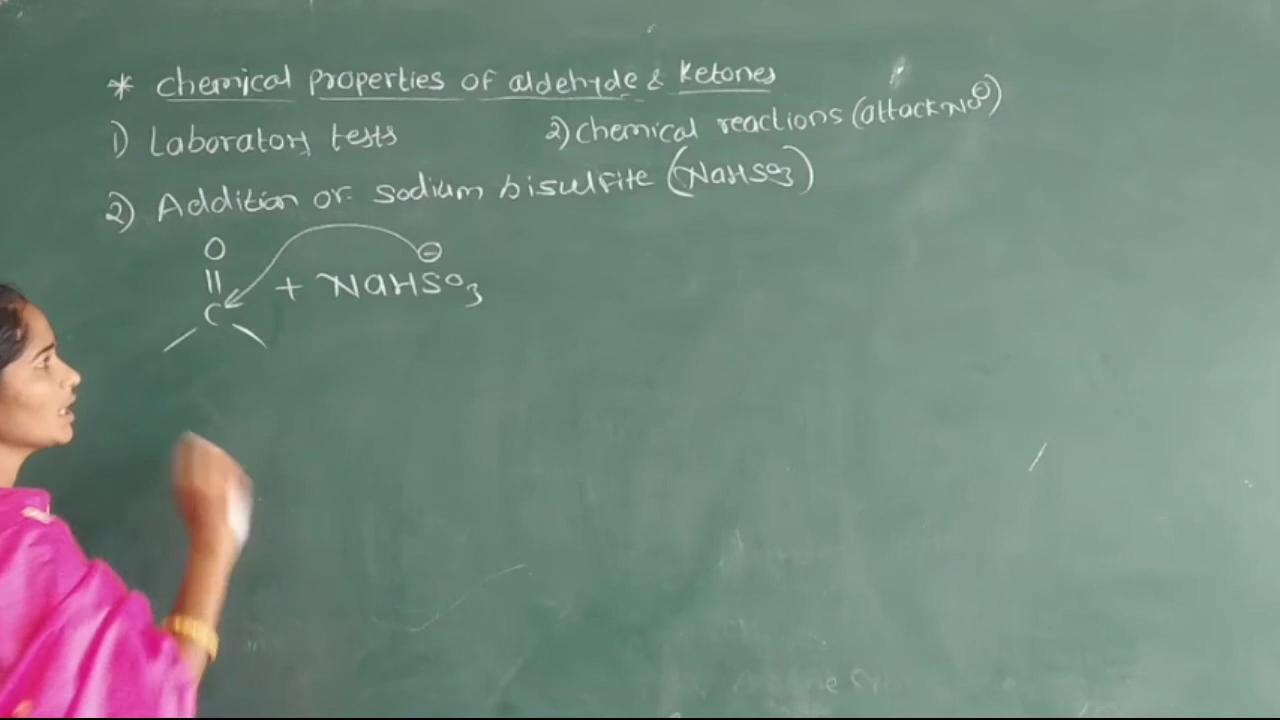 * Chemical properties of aldehyde & Ketones
1) Laboratory tests 2) Chemical reactions (attack Nu⊖)
2) Addition of sodium bisulfite (NaHSO3)
O
||
C + NaHSO3 ⊖